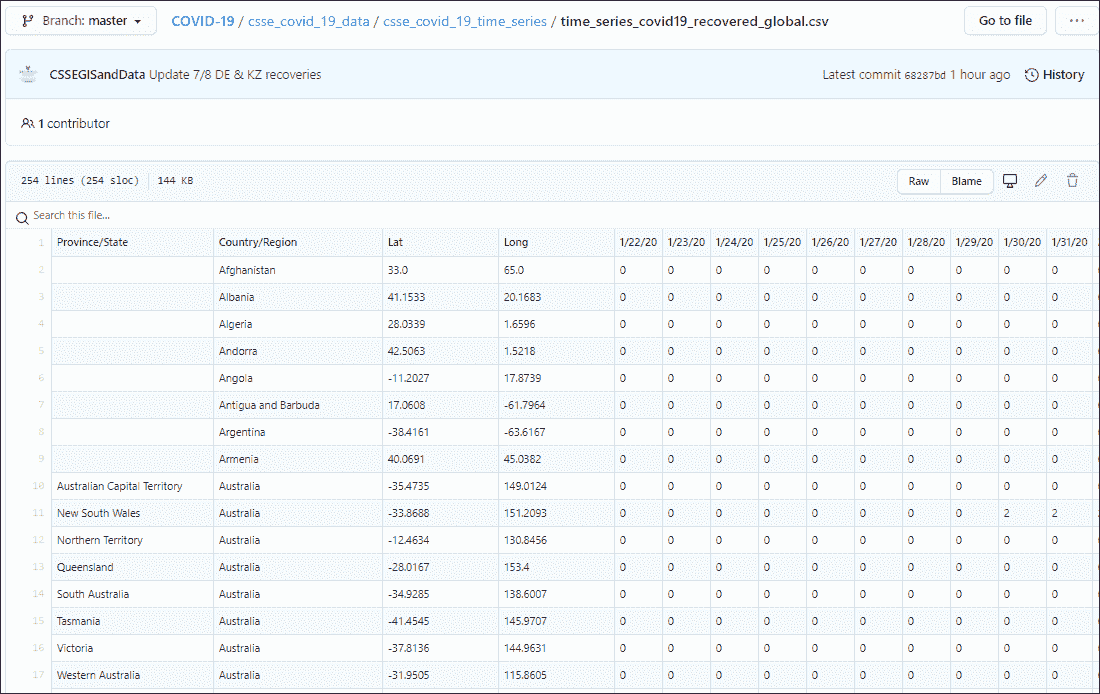 Branch: master COVID-19 / csse_covid_19_data / csse_covid_19_time_series / time_series_covid19_recovered_global.csv Go to file ...
CSSEGISandData Update 7/8 DE & KZ recoveries Latest commit 68287bd 1 hour ago History
1 contributor
254 lines (254 sloc) 144 KB Raw Blame
Search this file...
1 Province/State Country/Region Lat Long 1/22/20 1/23/20 1/24/20 1/25/20 1/26/20 1/27/20 1/28/20 1/29/20 1/30/20 1/31/20
2 Afghanistan 33.0 65.0 0 0 0 0 0 0 0 0 0 0
3 Albania 41.1533 20.1683 0 0 0 0 0 0 0 0 0 0
4 Algeria 28.0339 1.6596 0 0 0 0 0 0 0 0 0 0
5 Andorra 42.5063 1.5218 0 0 0 0 0 0 0 0 0 0
6 Angola -11.2027 17.8739 0 0 0 0 0 0 0 0 0 0
7 Antigua and Barbuda 17.0608 -61.7964 0 0 0 0 0 0 0 0 0 0
8 Argentina -38.4161 -63.6167 0 0 0 0 0 0 0 0 0 0
9 Armenia 40.0691 45.0382 0 0 0 0 0 0 0 0 0 0
10 Australian Capital Territory Australia -35.4735 149.0124 0 0 0 0 0 0 0 0 0 0
11 New South Wales Australia -33.8688 151.2093 0 0 0 0 0 0 0 0 2 2
12 Northern Territory Australia -12.4634 130.8456 0 0 0 0 0 0 0 0 0 0
13 Queensland Australia -28.0167 153.4 0 0 0 0 0 0 0 0 0 0
14 South Australia Australia -34.9285 138.6007 0 0 0 0 0 0 0 0 0 0
15 Tasmania Australia -41.4545 145.9707 0 0 0 0 0 0 0 0 0 0
16 Victoria Australia -37.8136 144.9631 0 0 0 0 0 0 0 0 0 0
17 Western Australia Australia -31.9505 115.8605 0 0 0 0 0 0 0 0 0 0